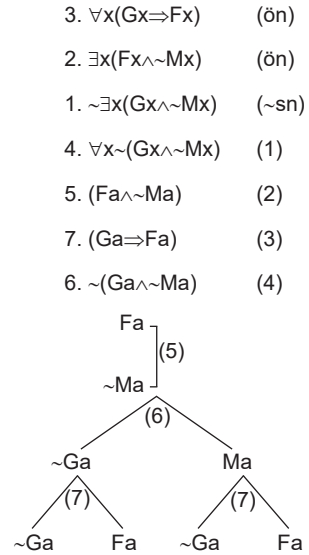 3. ∀x(Gx⇒Fx) (ön)
2. ∃x(Fx∧~Mx) (ön)
1. ~∃x(Gx∧~Mx) (~sn)
4. ∀x~(Gx∧~Mx) (1)
5. (Fa∧~Ma) (2)
7. (Ga⇒Fa) (3)
6. ~(Ga∧~Ma) (4)
Fa
(5)
~Ma
(6)
~Ga Ma
(7) (7)
~Ga Fa ~Ga Fa